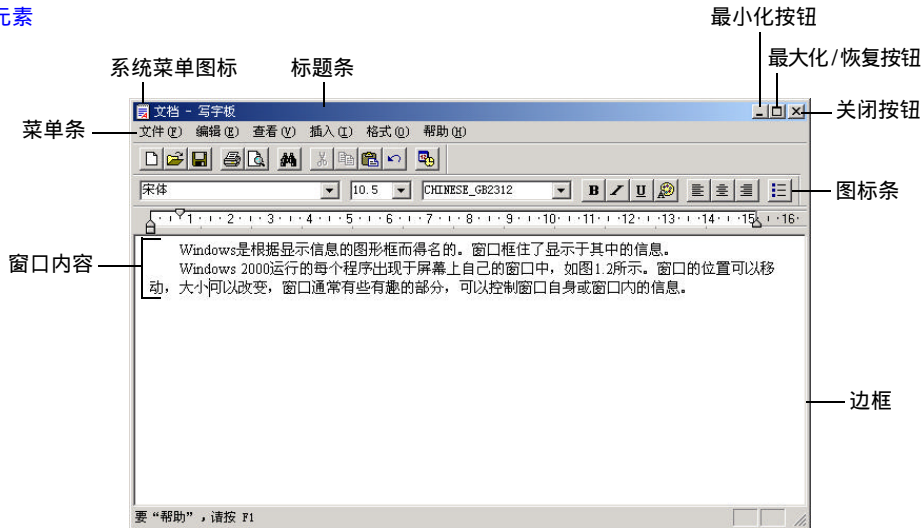 元素
最小化按钮
最大化/恢复按钮
系统菜单图标
标题条
文档 - 写字板
关闭按钮
菜单条
文件(F) 编辑(E) 查看(V) 插入(I) 格式(O) 帮助(H)
宋体 10.5 CHINESE_GB2312 B I U
图标条
1 2 3 4 5 6 7 8 9 10 11 12 13 14 15 16
窗口内容
Windows是根据显示信息的图形框而得名的。窗口框住了显示于其中的信息。
Windows 2000运行的每个程序出现于屏幕上自己的窗口中，如图1.2所示。窗口的位置可以移
动，大小可以改变，窗口通常有些有趣的部分，可以控制窗口自身或窗口内的信息。
边框
要“帮助”，请按 F1